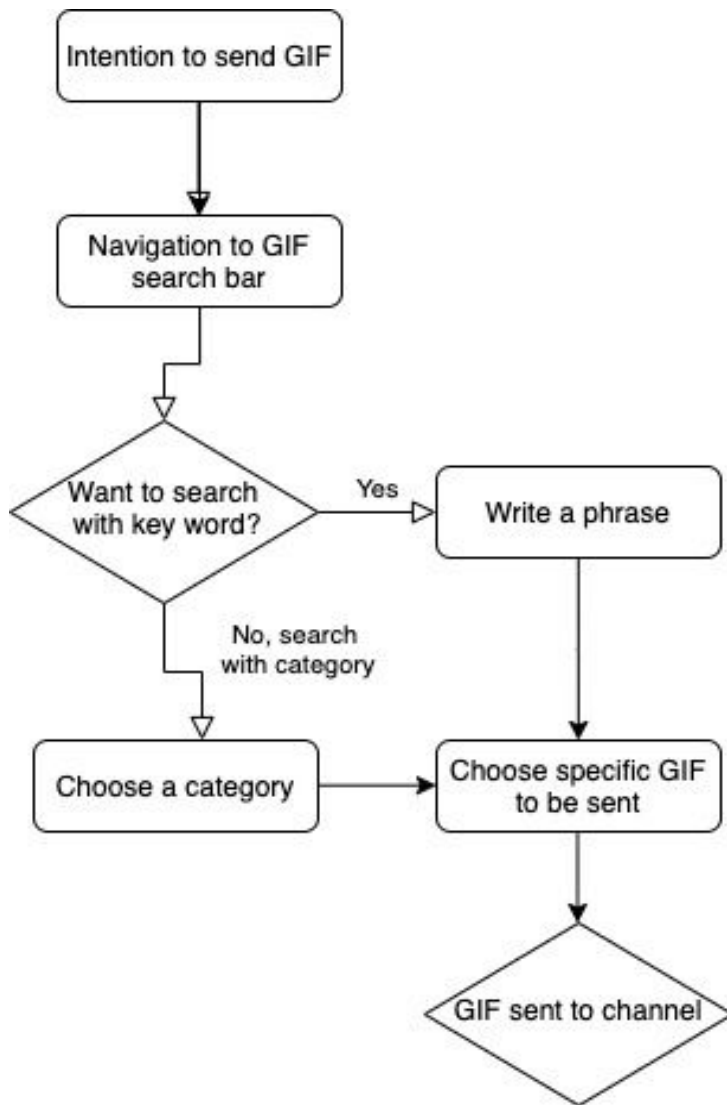 Intention to send GIF
Navigation to GIF
search bar
Want to search
with key word?
Yes
Write a phrase
No, search
with category
Choose a category
Choose specific GIF
to be sent
GIF sent to channel